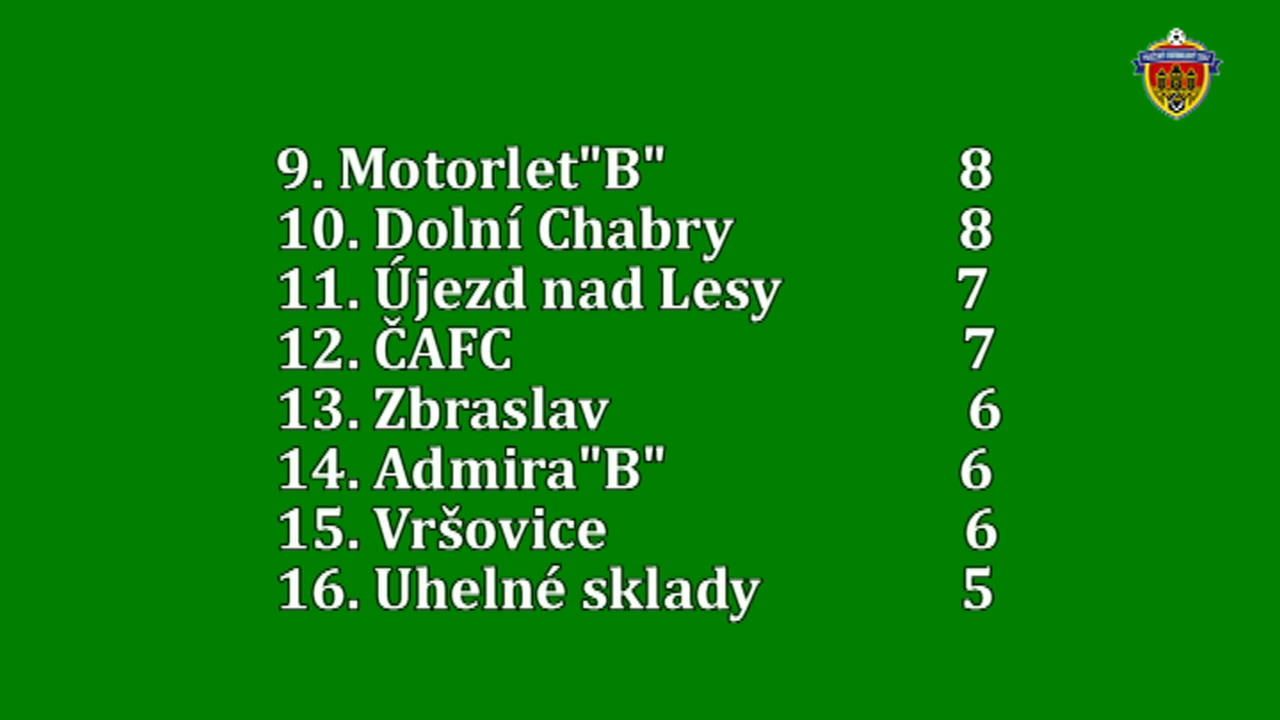 9. Motorlet"B" 8
10. Dolní Chabry 8
11. Újezd nad Lesy 7
12. ČAFC 7
13. Zbraslav 6
14. Admira"B" 6
15. Vršovice 6
16. Uhelné sklady 5